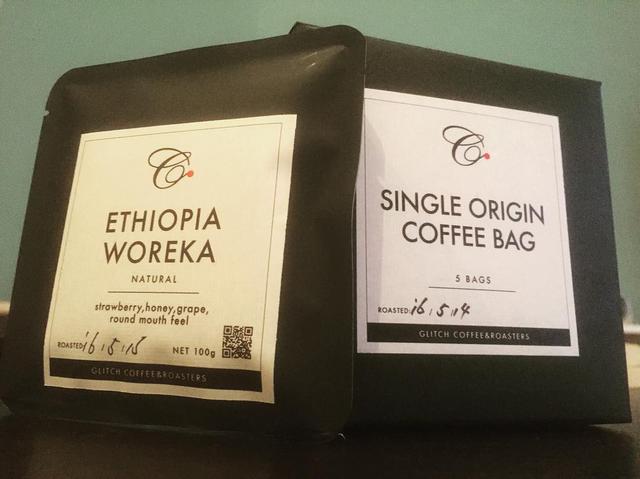 ETHIOPIA
WOREKA
NATURAL
strawberry,honey,grape,
round mouth feel
ROASTED:'16, 5, 15
NET 100g
GLITCH COFFEE&ROASTERS
SINGLE ORIGIN
COFFEE BAG
5 BAGS
ROASTED:'16, 5, 14
GLITCH COFFEE&ROASTERS